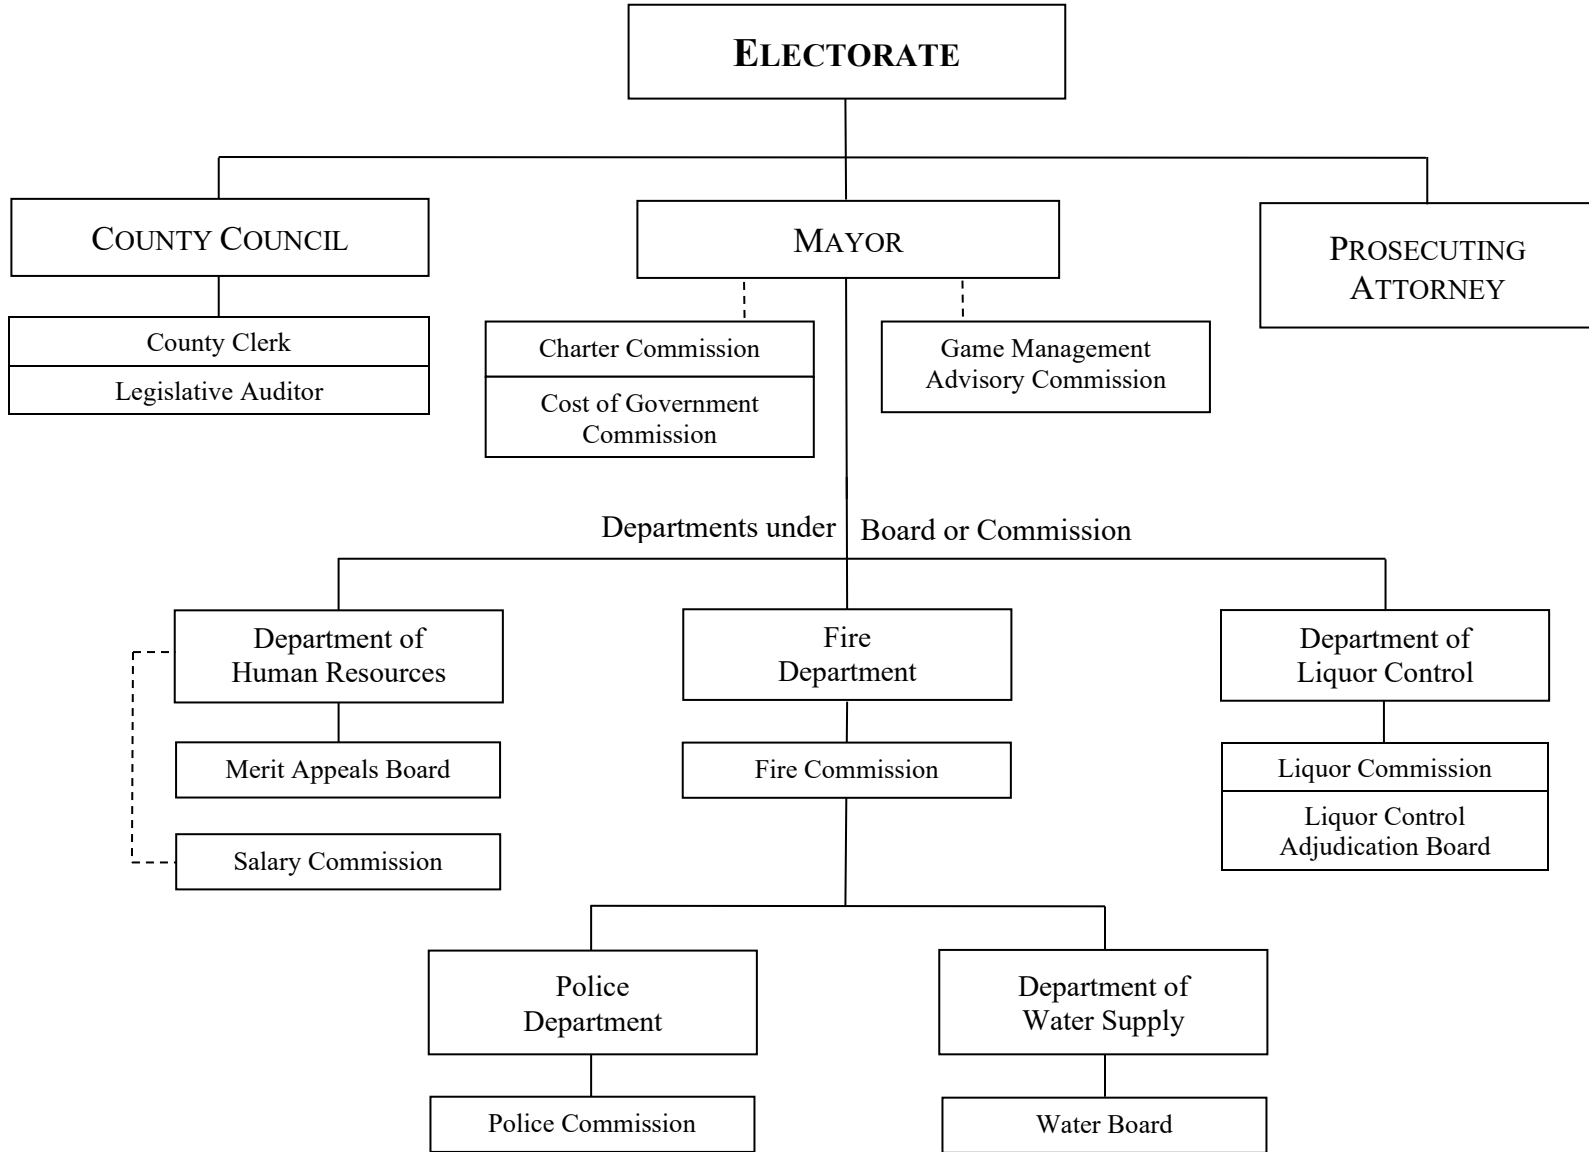 ELECTORATE
COUNTY COUNCIL
MAYOR
PROSECUTING
ATTORNEY
County Clerk
Legislative Auditor
Charter Commission
Cost of Government
Commission
Game Management
Advisory Commission
Departments under Board or Commission
Department of
Human Resources
Fire
Department
Department of
Liquor Control
Merit Appeals Board
Fire Commission
Liquor Commission
Liquor Control
Adjudication Board
Salary Commission
Police
Department
Department of
Water Supply
Police Commission
Water Board